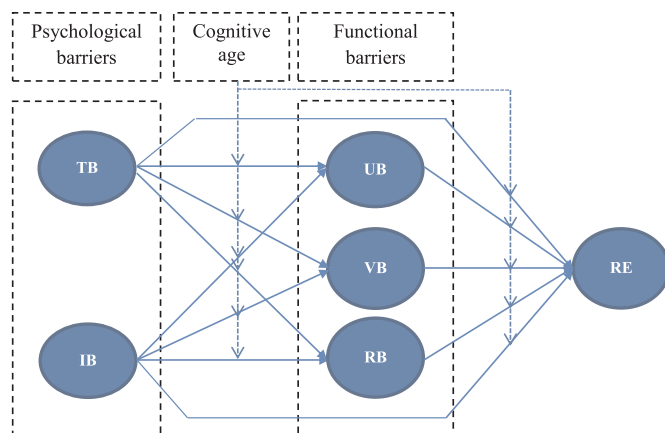 Psychological
barriers
Cognitive
age
Functional
barriers
TB
UB
VB
RE
IB
RB